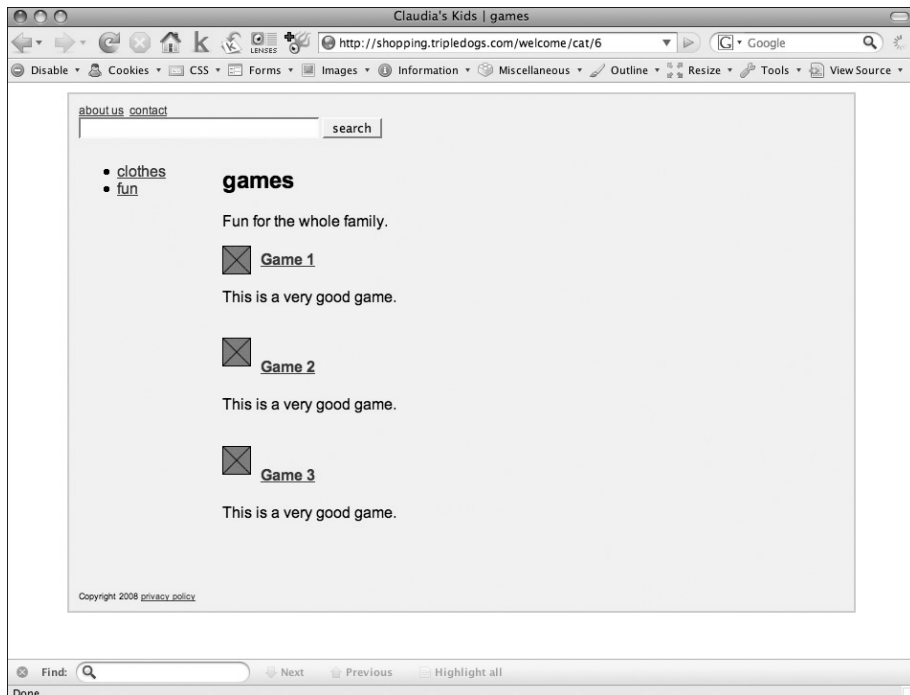 Claudia's Kids | games
LENSES
http://shopping.tripledogs.com/welcome/cat/6
G Google
Disable Cookies CSS Forms Images Information Miscellaneous Outline Resize Tools View Source
about us contact
search
clothes
fun
games
Fun for the whole family.
Game 1
This is a very good game.
Game 2
This is a very good game.
Game 3
This is a very good game.
Copyright 2008 privacy policy
Find: Next Previous Highlight all
Done